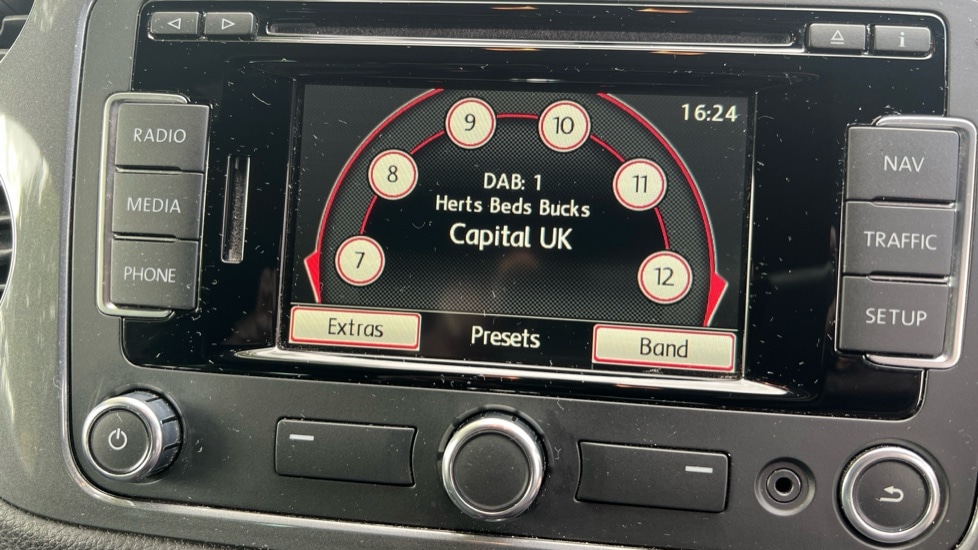 i
RADIO
MEDIA
PHONE
16:24
9
10
8
11
7
12
DAB: 1
Herts Beds Bucks
Capital UK
Extras
Presets
Band
NAV
TRAFFIC
SETUP